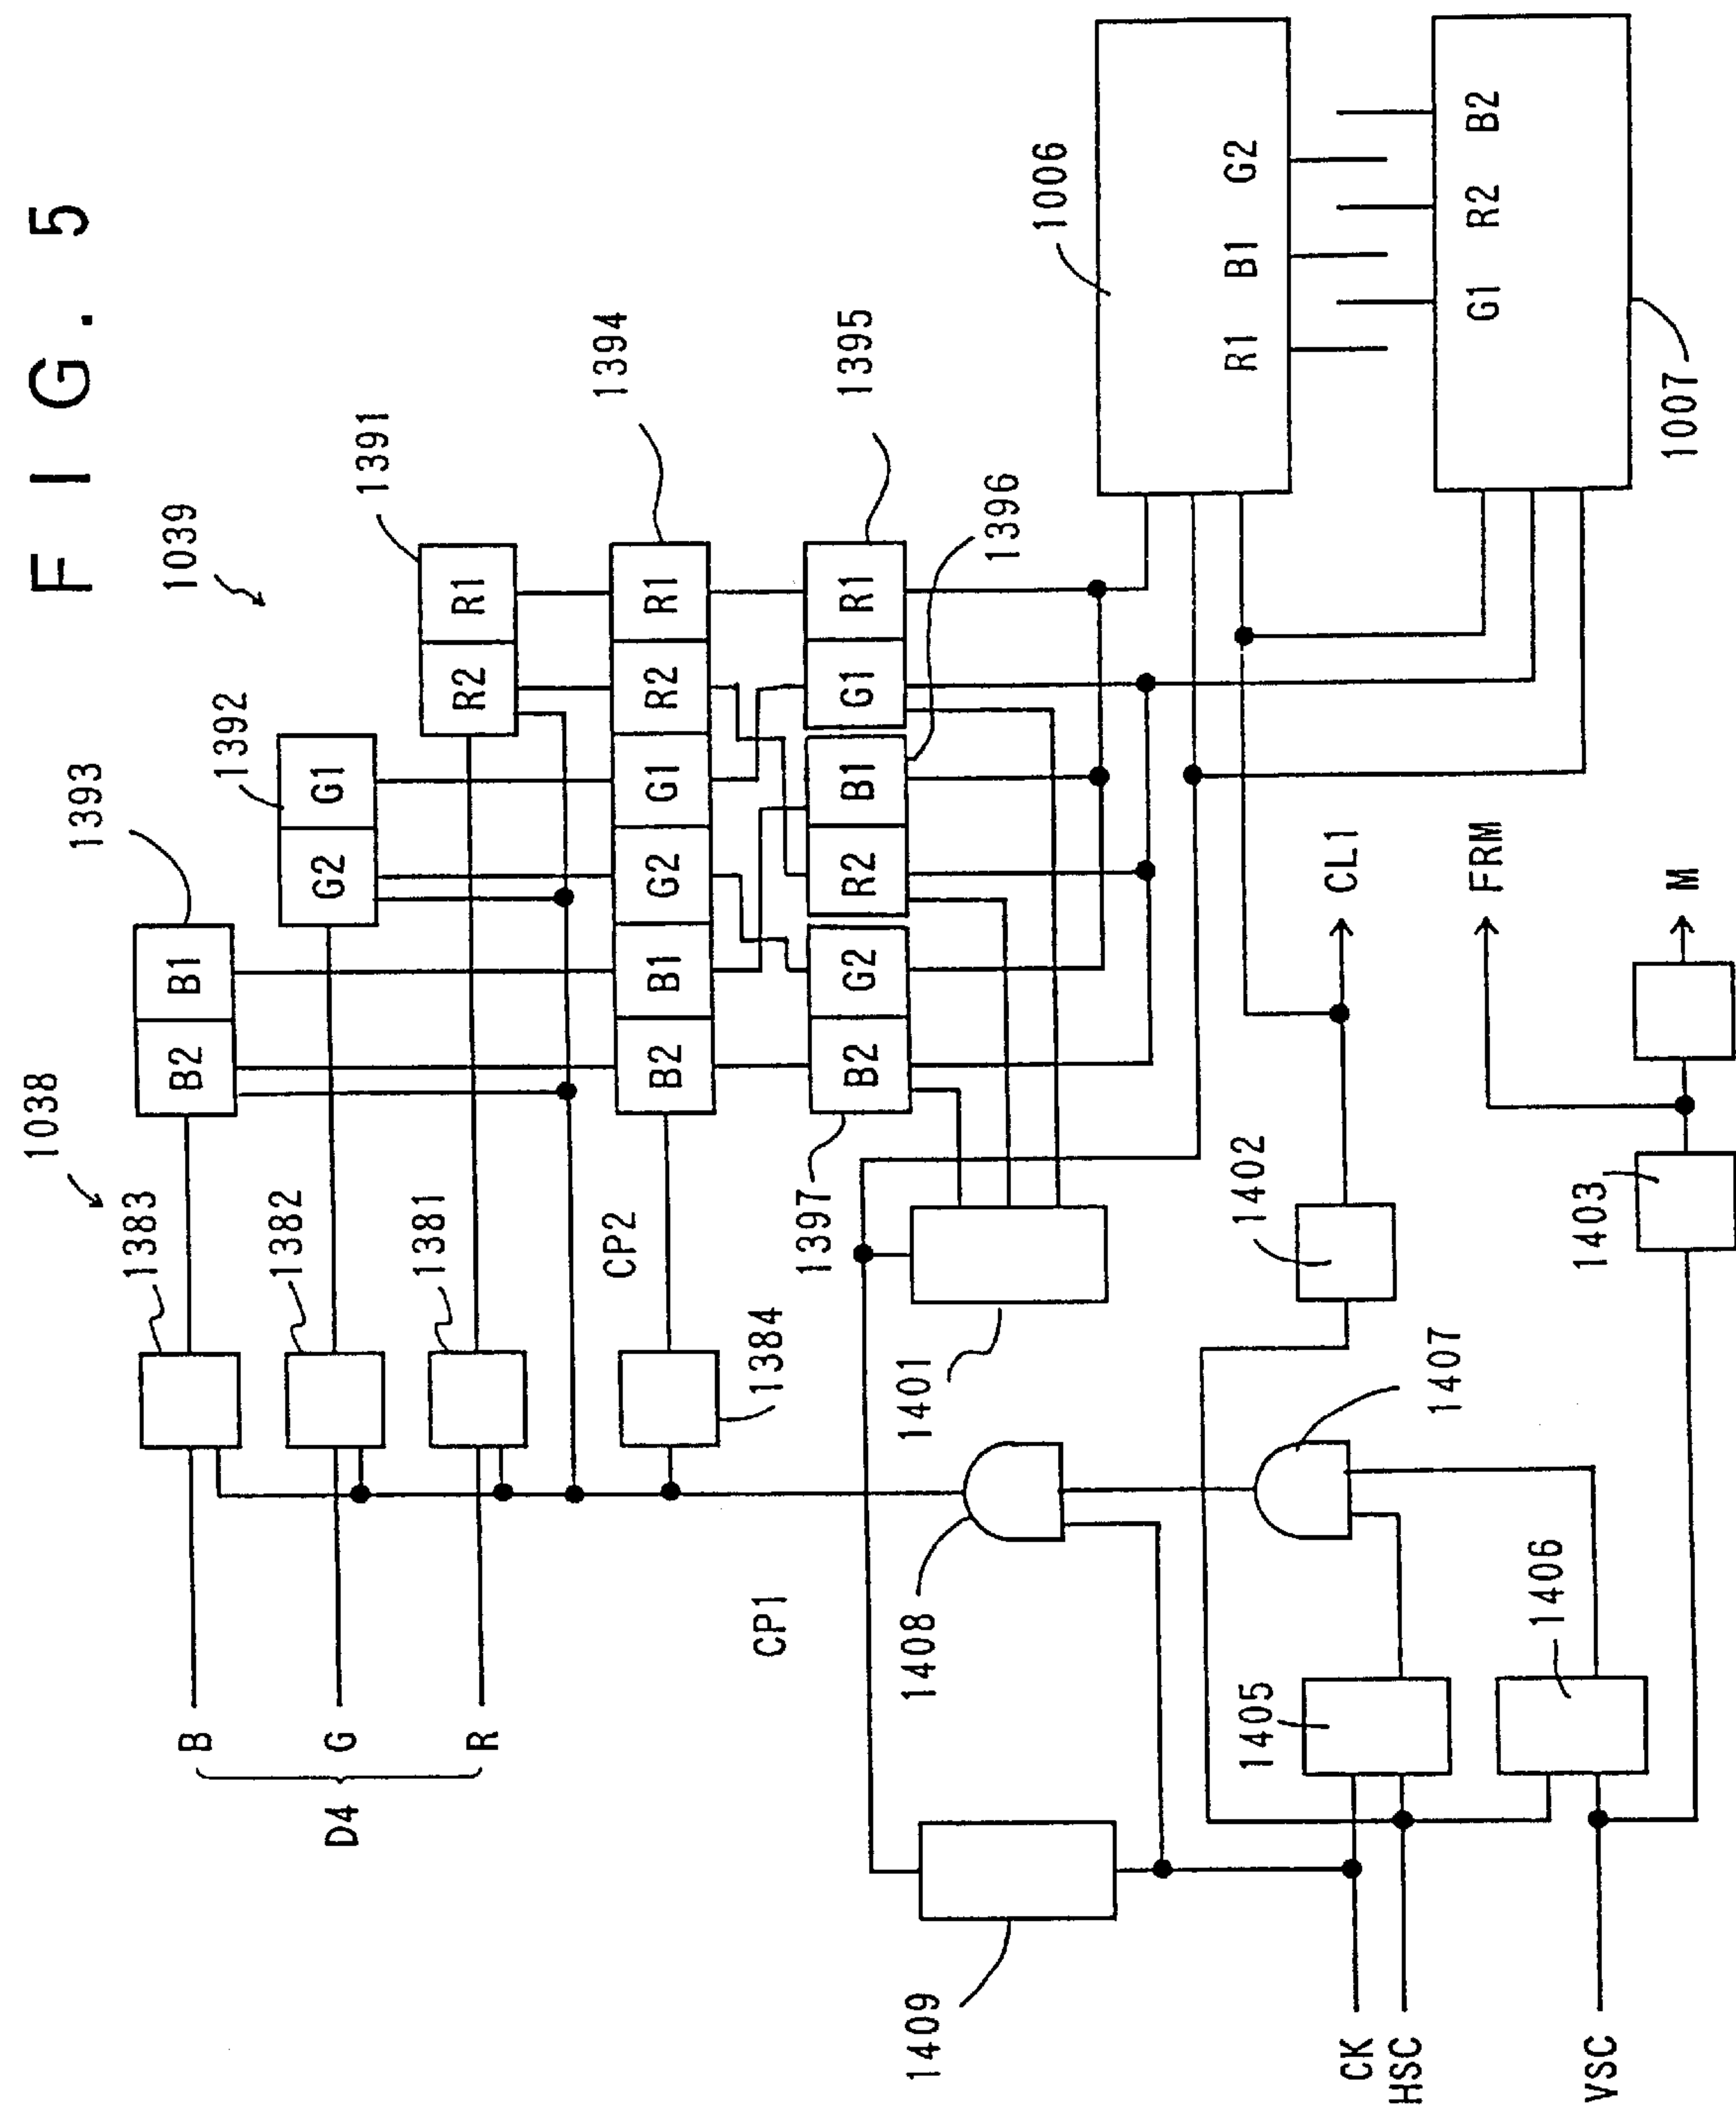 FIG. 5
1038
1039
1383
1393
B2
B1
1382
1392
G2
G1
1381
1391
R2
R1
CP2
1384
B2
B1
G2
G1
R2
R1
1394
1397
B2
G2
R2
B1
G1
R1
1395
1396
B
G
R
D4
CP1
1401
1408
1409
1402
1407
1405
1406
1403
CK
HSC
VSC
CL1
FRM
M
1006
R1
B1
G2
G1
R2
B2
1007